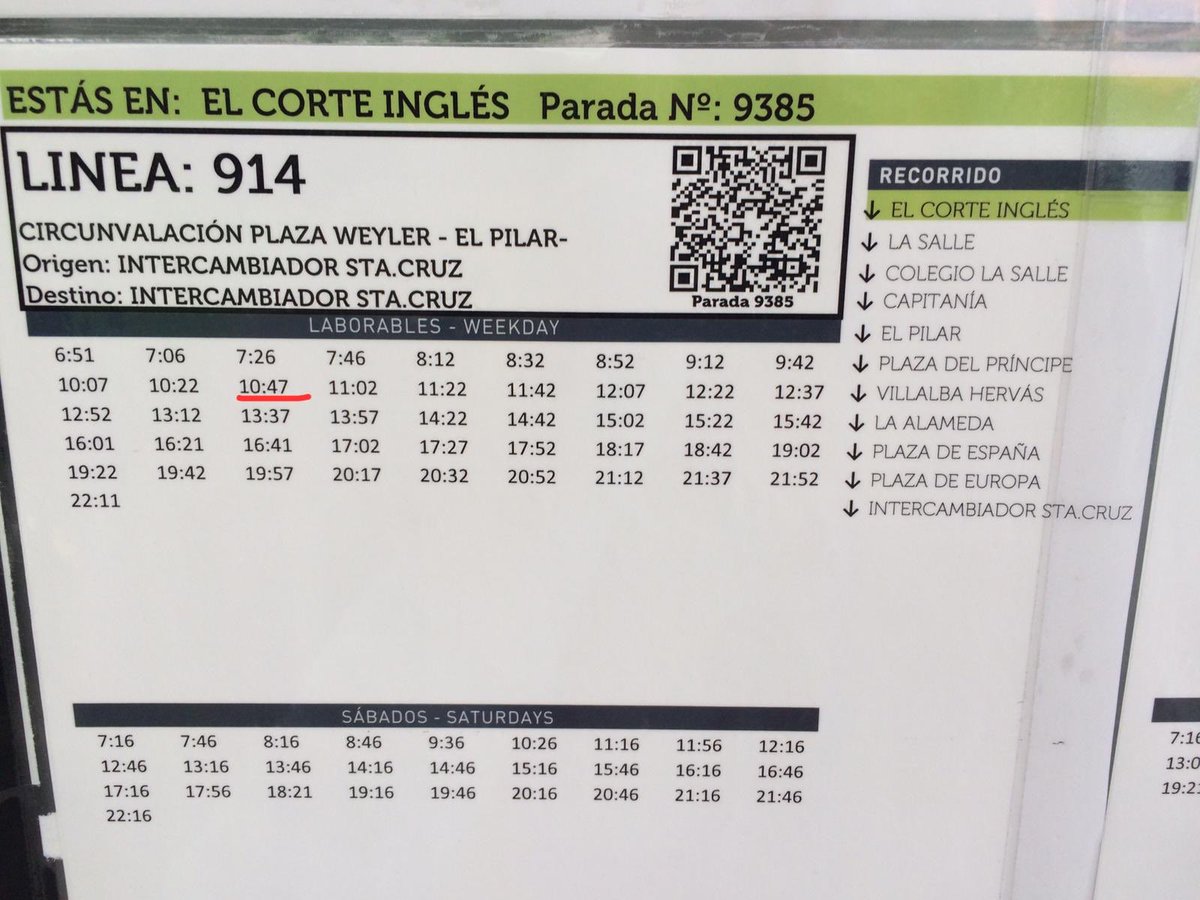 ESTÁS EN: EL CORTE INGLÉS Parada Nº: 9385
LINEA: 914
CIRCUNVALACIÓN PLAZA WEYLER - EL PILAR-
Origen: INTERCAMBIADOR STA.CRUZ
Destino: INTERCAMBIADOR STA.CRUZ
Parada 9385
LABORABLES - WEEKDAY
6:51 7:06 7:26 7:46 8:12 8:32 8:52 9:12 9:42
10:07 10:22 10:47 11:02 11:22 11:42 12:07 12:22 12:37
12:52 13:12 13:37 13:57 14:22 14:42 15:02 15:22 15:42
16:01 16:21 16:41 17:02 17:27 17:52 18:17 18:42 19:02
19:22 19:42 19:57 20:17 20:32 20:52 21:12 21:37 21:52
22:11
RECORRIDO
↓ EL CORTE INGLÉS
↓ LA SALLE
↓ COLEGIO LA SALLE
↓ CAPITANÍA
↓ EL PILAR
↓ PLAZA DEL PRÍNCIPE
↓ VILLALBA HERVÁS
↓ LA ALAMEDA
↓ PLAZA DE ESPAÑA
↓ PLAZA DE EUROPA
↓ INTERCAMBIADOR STA.CRUZ
SÁBADOS - SATURDAYS
7:16 7:46 8:16 8:46 9:36 10:26 11:16 11:56 12:16
12:46 13:16 13:46 14:16 14:46 15:16 15:46 16:16 16:46
17:16 17:56 18:21 19:16 19:46 20:16 20:46 21:16 21:46
22:16